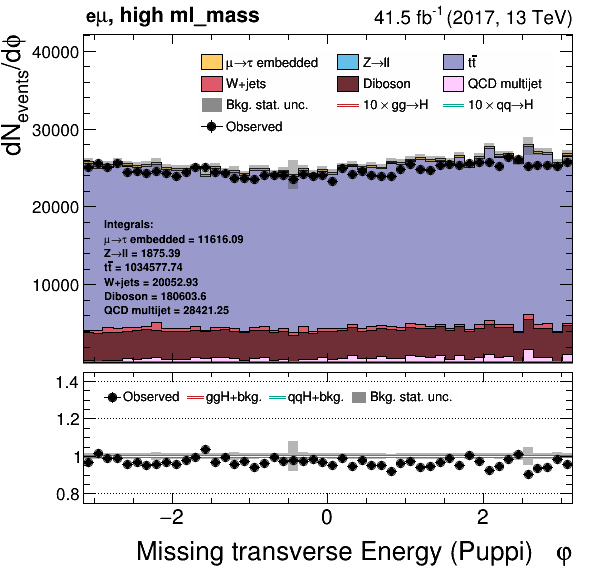 eμ, high ml_mass 41.5 fb⁻¹ (2017, 13 TeV)
dN_events/dϕ
40000
30000
20000
10000
μ→τ embedded Z→ll tt̄
W+jets Diboson QCD multijet
Bkg. stat. unc. 10 × gg→H 10 × qq→H
Observed
Integrals:
μ→τ embedded = 11616.09
Z→ll = 1875.39
tt̄ = 1034577.74
W+jets = 20052.93
Diboson = 180603.6
QCD multijet = 28421.25
1.4
1.2
1
0.8
Observed ggH+bkg. qqH+bkg. Bkg. stat. unc.
−2 0 2
Missing transverse Energy (Puppi) φ